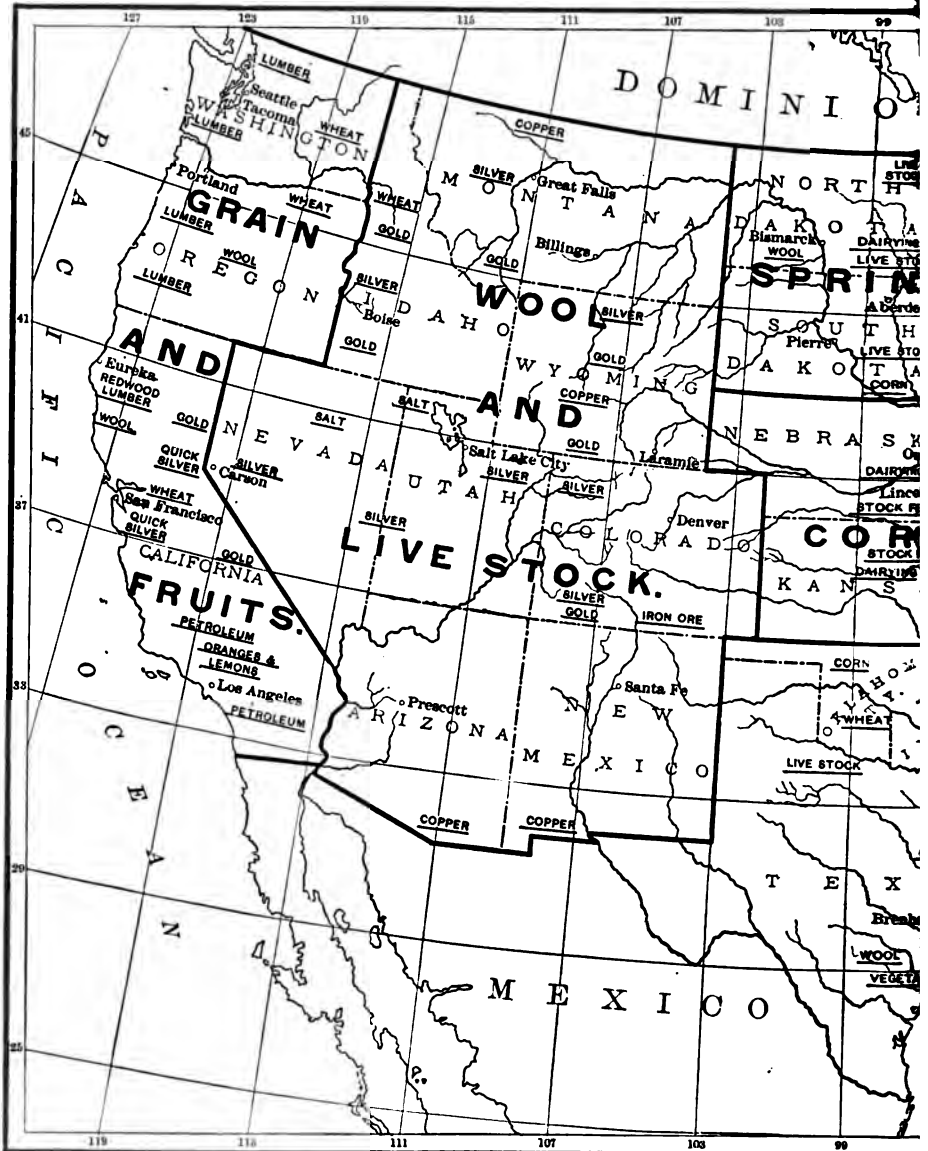 127 123 119 115 111 107 103 99
DOMINIO
PACIFIC
OCEAN
45
41
37
33
29
25
LUMBER
Seattle
Tacoma
WASHINGTON
LUMBER
WHEAT
COPPER
SILVER
Great Falls
MONTANA
Billings
GOLD
NORTH
DAKOTA
Bismarck
WOOL
DAIRYING
LIVE STO
SPRIN
Aberde
SOUTH
Pierre
LIVE STO
DAKOTA
CORN
Portland
GRAIN
WHEAT
WHEAT
GOLD
LUMBER
WOOL
OREGON
LUMBER
SILVER
IDAHO
Boise
GOLD
WOOL
SILVER
GOLD
WYOMING
COPPER
AND
GOLD
Laramie
AND
Eureka
REDWOOD
LUMBER
WOOL
GOLD
QUICK
SILVER
WHEAT
San Francisco
QUICK
SILVER
GOLD
CALIFORNIA
FRUITS.
PETROLEUM
ORANGES &
LEMONS
Los Angeles
PETROLEUM
NEVADA
SALT
SILVER
Carson
SALT
Salt Lake City
SILVER
UTAH
SILVER
SILVER
LIVE STOCK.
COLORADO
Denver
SILVER
GOLD
IRON ORE
NEBRASK
DAIRYING
Linco
STOCK
COR
STOCK
DAIRYING
KANS
Prescott
ARIZONA
COPPER
Santa Fe
NEW
MEXICO
COPPER
CORN
WHEAT
LIVE STOCK
TEX
WOOL
VEGETA
MEXICO
119 113 111 107 103 99